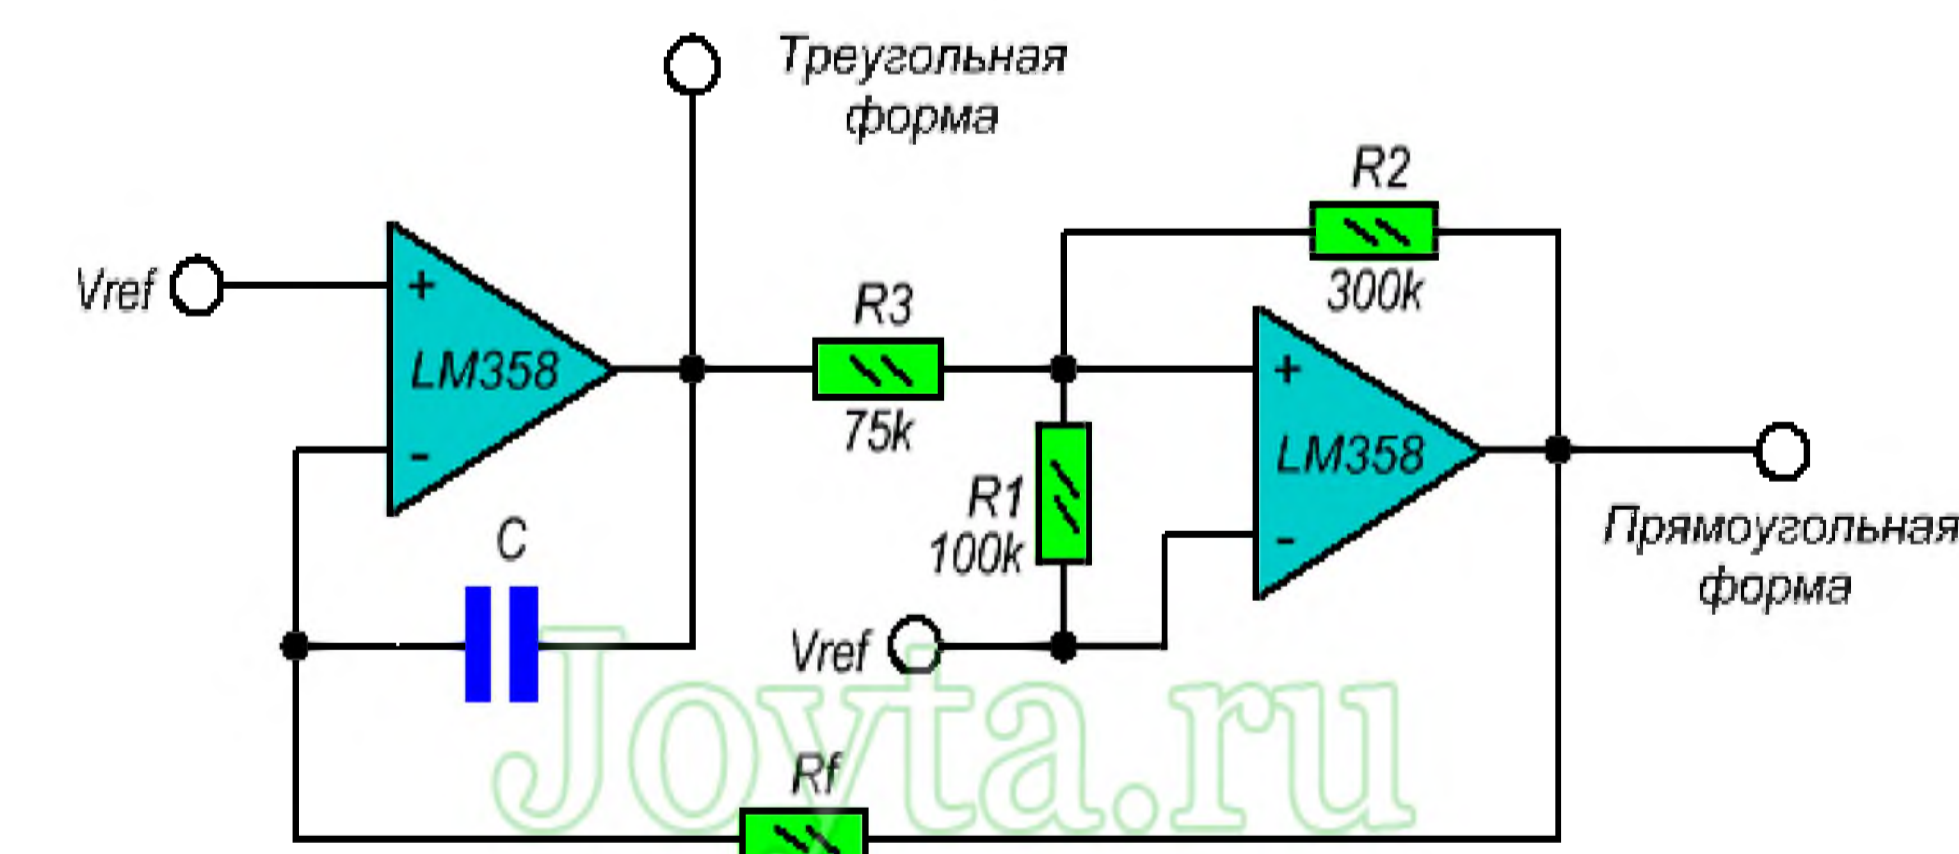 Треугольная
форма
R2
300k
Vref
+
LM358
-
R3
75k
+
LM358
-
R1
100k
C
Vref
Прямоугольная
форма
Rf
Joyta.ru